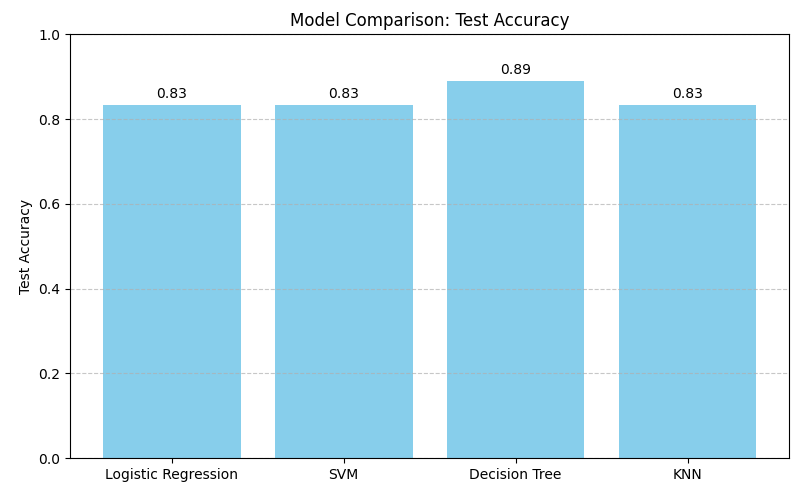 Model Comparison: Test Accuracy
1.0
0.8
0.6
0.4
0.2
0.0
Test Accuracy
0.83
0.83
0.89
0.83
Logistic Regression
SVM
Decision Tree
KNN